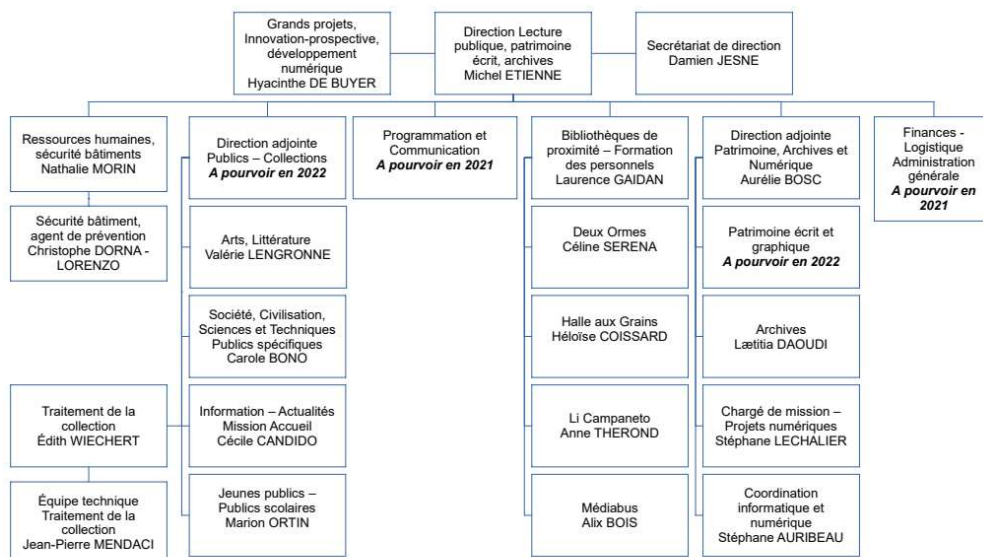 Grands projets,
Innovation-prospective,
développement
numérique
Hyacinthe DE BUYER
Direction Lecture
publique, patrimoine
écrit, archives
Michel ETIENNE
Secrétariat de direction
Damien JESNE
Ressources humaines,
sécurité bâtiments
Nathalie MORIN
Direction adjointe
Publics – Collections
A pourvoir en 2022
Programmation et
Communication
A pourvoir en 2021
Bibliothèques de
proximité – Formation
des personnels
Laurence GAIDAN
Direction adjointe
Patrimoine, Archives et
Numérique
Aurélie BOSC
Finances -
Logistique
Administration
générale
A pourvoir en
2021
Sécurité bâtiment,
agent de prévention
Christophe DORNA -
LORENZO
Arts, Littérature
Valérie LENGRONNE
Deux Ormes
Céline SERENA
Patrimoine écrit et
graphique
A pourvoir en 2022
Société, Civilisation,
Sciences et Techniques
Publics spécifiques
Carole BONO
Halle aux Grains
Héloïse COISSARD
Archives
Lætitia DAOUDI
Traitement de la
collection
Édith WIECHERT
Information – Actualités
Mission Accueil
Cécile CANDIDO
Li Campaneto
Anne THEROND
Chargé de mission –
Projets numériques
Stéphane LECHALIER
Équipe technique
Traitement de la
collection
Jean-Pierre MENDACI
Jeunes publics –
Publics scolaires
Marion ORTIN
Médiabus
Alix BOIS
Coordination
informatique et
numérique
Stéphane AURIBEAU